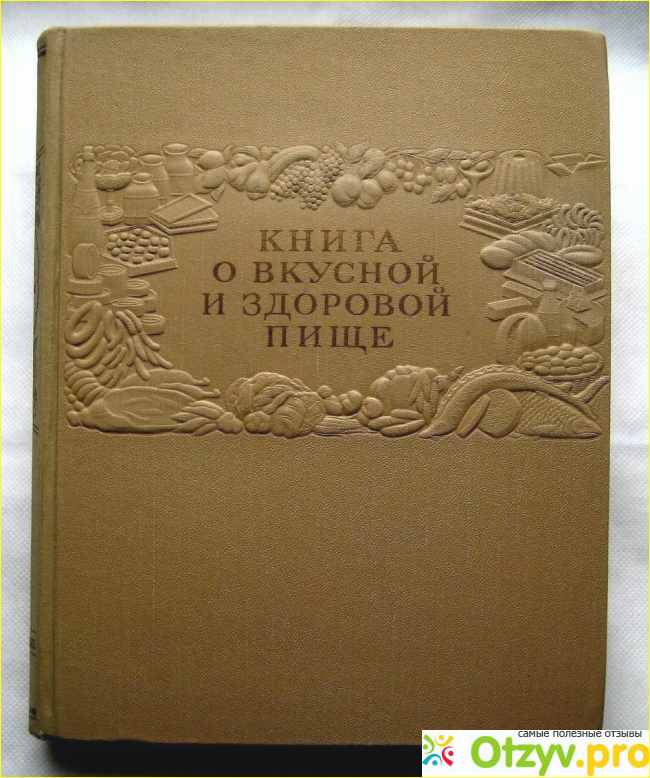 КНИГА
О ВКУСНОЙ
И ЗДОРОВОЙ
ПИЩЕ
самые полезные отзывы
Otzyv.pro